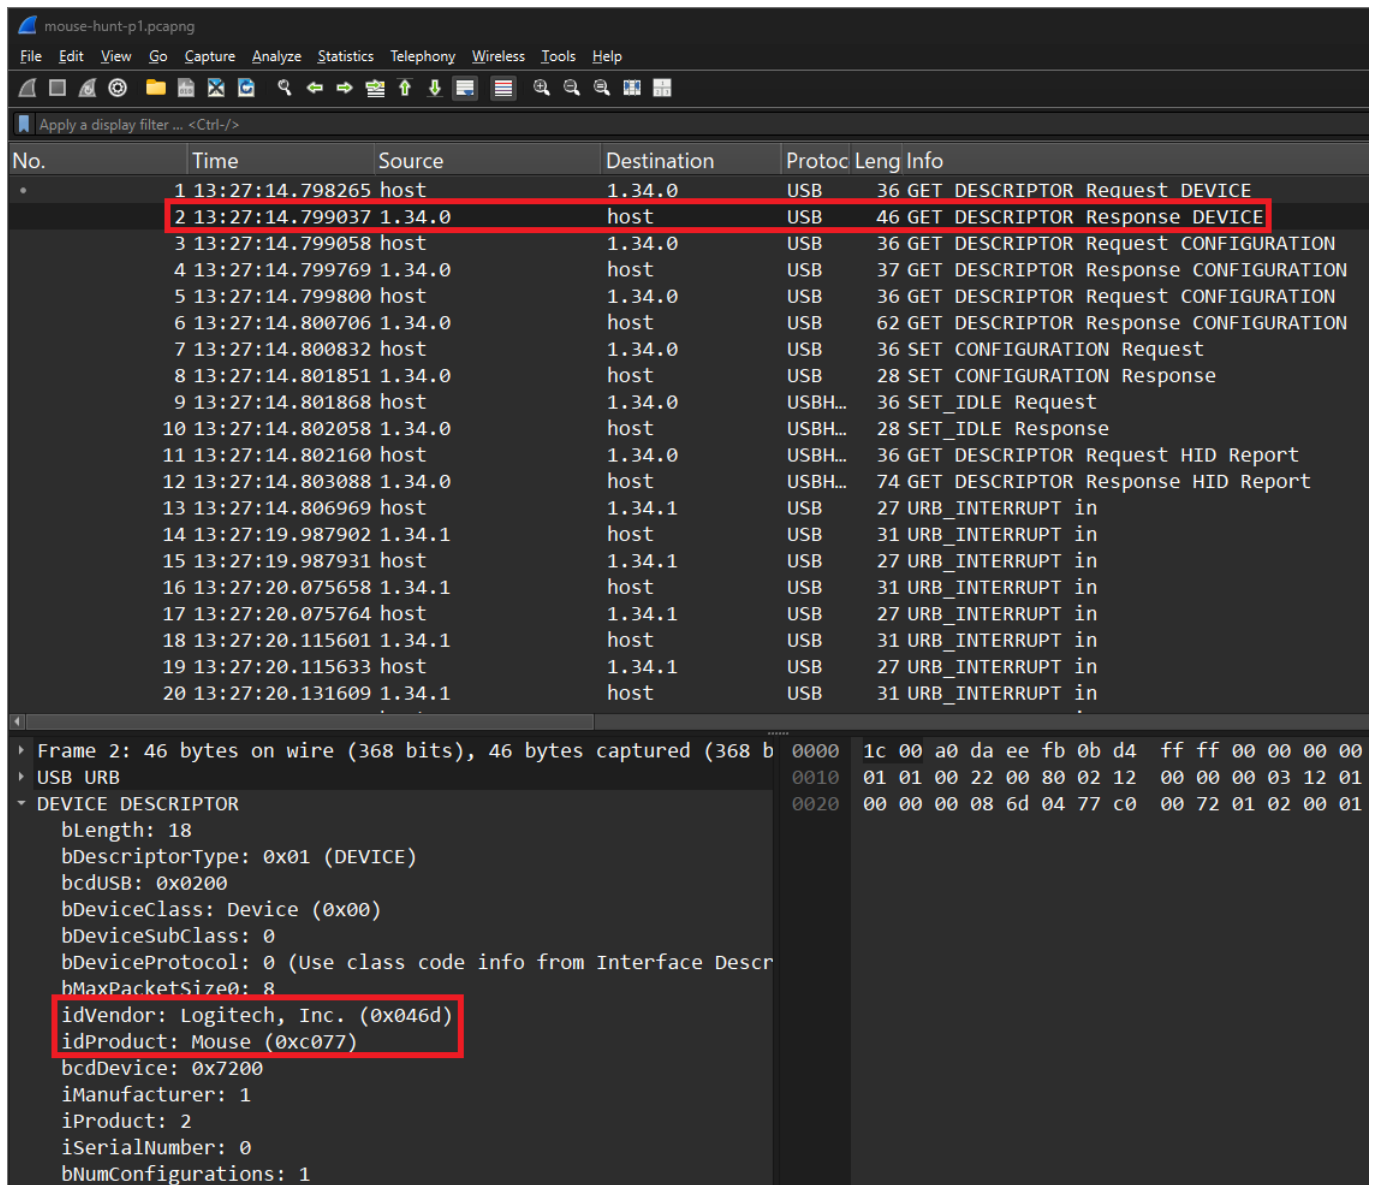 mouse-hunt-p1.pcapng
File Edit View Go Capture Analyze Statistics Telephony Wireless Tools Help
Apply a display filter ... <Ctrl-/>
No. Time Source Destination Protoc Leng Info
1 13:27:14.798265 host 1.34.0 USB 36 GET DESCRIPTOR Request DEVICE
2 13:27:14.799037 1.34.0 host USB 46 GET DESCRIPTOR Response DEVICE
3 13:27:14.799058 host 1.34.0 USB 36 GET DESCRIPTOR Request CONFIGURATION
4 13:27:14.799769 1.34.0 host USB 37 GET DESCRIPTOR Response CONFIGURATION
5 13:27:14.799800 host 1.34.0 USB 36 GET DESCRIPTOR Request CONFIGURATION
6 13:27:14.800706 1.34.0 host USB 62 GET DESCRIPTOR Response CONFIGURATION
7 13:27:14.800832 host 1.34.0 USB 36 SET CONFIGURATION Request
8 13:27:14.801851 1.34.0 host USB 28 SET CONFIGURATION Response
9 13:27:14.801868 host 1.34.0 USBH… 36 SET_IDLE Request
10 13:27:14.802058 1.34.0 host USBH… 28 SET_IDLE Response
11 13:27:14.802160 host 1.34.0 USBH… 36 GET DESCRIPTOR Request HID Report
12 13:27:14.803088 1.34.0 host USBH… 74 GET DESCRIPTOR Response HID Report
13 13:27:14.806969 host 1.34.1 USB 27 URB_INTERRUPT in
14 13:27:19.987902 1.34.1 host USB 31 URB_INTERRUPT in
15 13:27:19.987931 host 1.34.1 USB 27 URB_INTERRUPT in
16 13:27:20.075658 1.34.1 host USB 31 URB_INTERRUPT in
17 13:27:20.075764 host 1.34.1 USB 27 URB_INTERRUPT in
18 13:27:20.115601 1.34.1 host USB 31 URB_INTERRUPT in
19 13:27:20.115633 host 1.34.1 USB 27 URB_INTERRUPT in
20 13:27:20.131609 1.34.1 host USB 31 URB_INTERRUPT in
Frame 2: 46 bytes on wire (368 bits), 46 bytes captured (368 b
USB URB
DEVICE DESCRIPTOR
bLength: 18
bDescriptorType: 0x01 (DEVICE)
bcdUSB: 0x0200
bDeviceClass: Device (0x00)
bDeviceSubClass: 0
bDeviceProtocol: 0 (Use class code info from Interface Descr
bMaxPacketSize0: 8
idVendor: Logitech, Inc. (0x046d)
idProduct: Mouse (0xc077)
bcdDevice: 0x7200
iManufacturer: 1
iProduct: 2
iSerialNumber: 0
bNumConfigurations: 1
0000 1c 00 a0 da ee fb 0b d4 ff ff 00 00 00 00
0010 01 01 00 22 00 80 02 12 00 00 00 03 12 01
0020 00 00 00 08 6d 04 77 c0 00 72 01 02 00 01